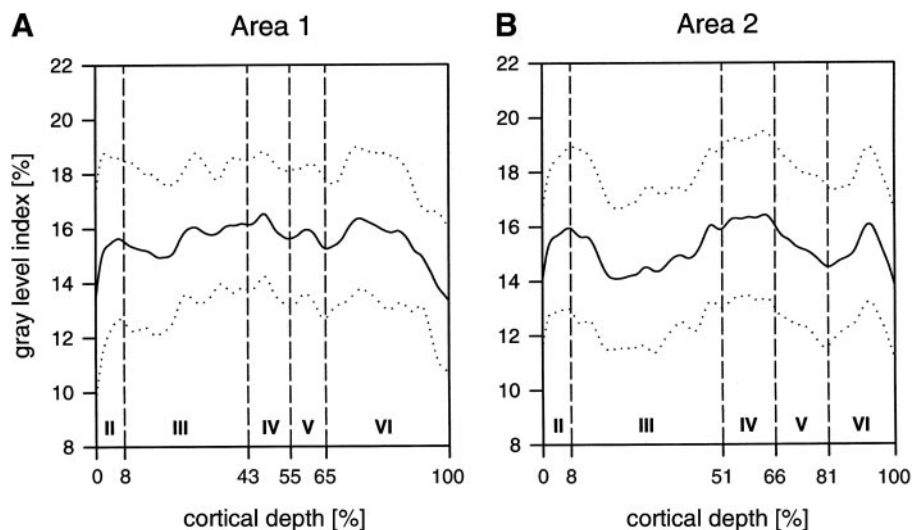 A Area 1
B Area 2
gray level index [%]
22
20
18
16
14
12
10
8
II III IV V VI
0 8 43 55 65 100
cortical depth [%]
22
20
18
16
14
12
10
8
II III IV V VI
0 8 51 66 81 100
cortical depth [%]